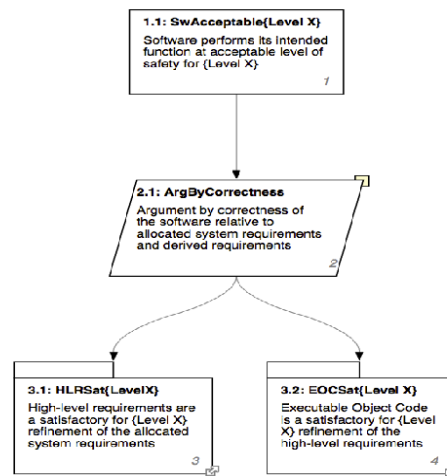 1.1: SwAcceptable{Level X}
Software performs its intended
function at acceptable level of
safety for {Level X}
1
2.1: ArgByCorrectness
Argument by correctness of
the software relative to
allocated system requirements
and derived requirements
2
3.1: HLRSat{LevelX}
High-level requirements are
a satisfactory for {Level X}
refinement of the allocated
system requirements
3
3.2: EOCSat{Level X}
Executable Object Code
is a satisfactory for {Level
X} refinement of the
high-level requirements
4